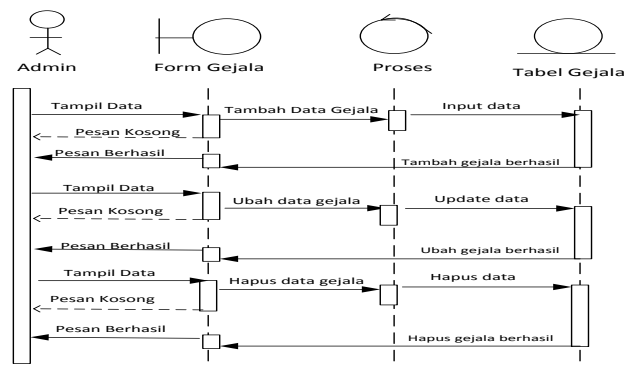 Admin
Form Gejala
Proses
Tabel Gejala
Tampil Data
Tambah Data Gejala
Input data
Pesan Kosong
Pesan Berhasil
Tambah gejala berhasil
Tampil Data
Ubah data gejala
Update data
Pesan Kosong
Pesan Berhasil
Ubah gejala berhasil
Tampil Data
Hapus data gejala
Hapus data
Pesan Kosong
Pesan Berhasil
Hapus gejala berhasil